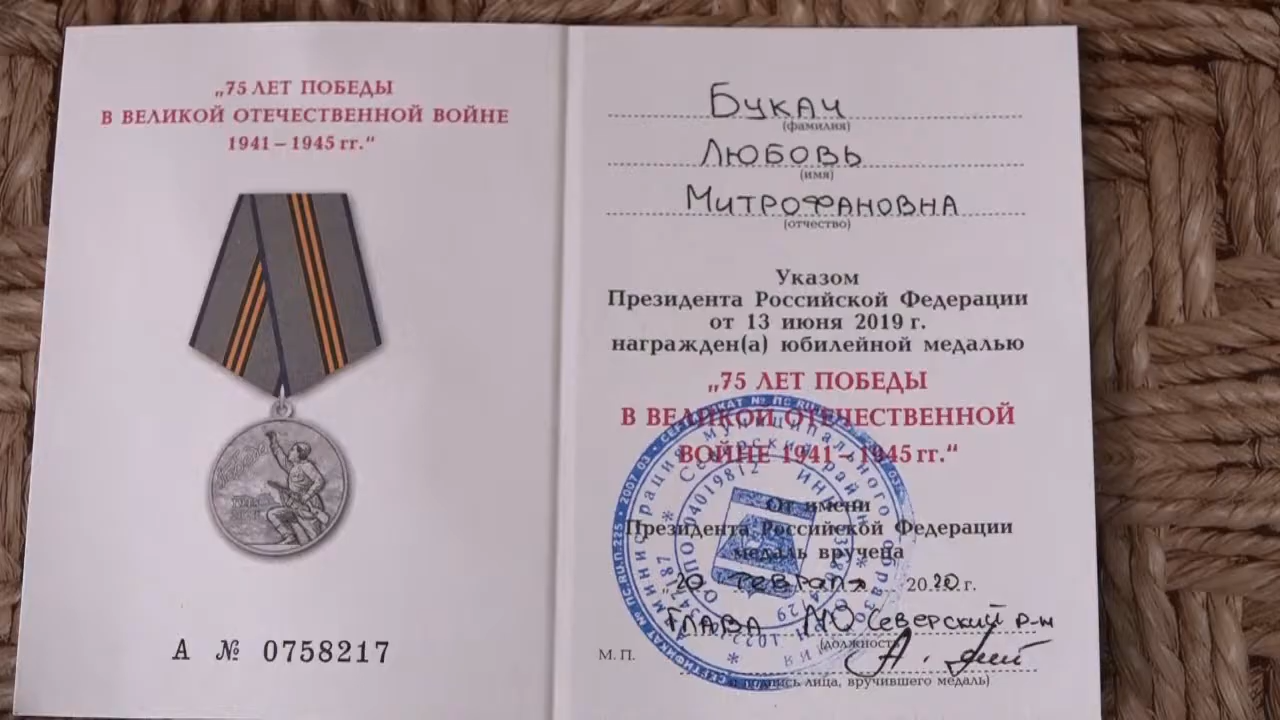 „75 ЛЕТ ПОБЕДЫ
В ВЕЛИКОЙ ОТЕЧЕСТВЕННОЙ ВОЙНЕ
1941 – 1945 гг.“
А № 0758217
БУКАЧ
(фамилия)
ЛЮБОВЬ
(имя)
МИТРОФАНОВНА
(отчество)
Указом
Президента Российской Федерации
от 13 июня 2019 г.
награжден(а) юбилейной медалью
„75 ЛЕТ ПОБЕДЫ
В ВЕЛИКОЙ ОТЕЧЕСТВЕННОЙ
ВОЙНЕ 1941 – 1945 гг.“
От имени
Президента Российской Федерации
медаль вручена
„20 февраля 2020 г.
ГЛАВА МО Северский р-н
(должность
М. П.
подпись лица, вручившего медаль)